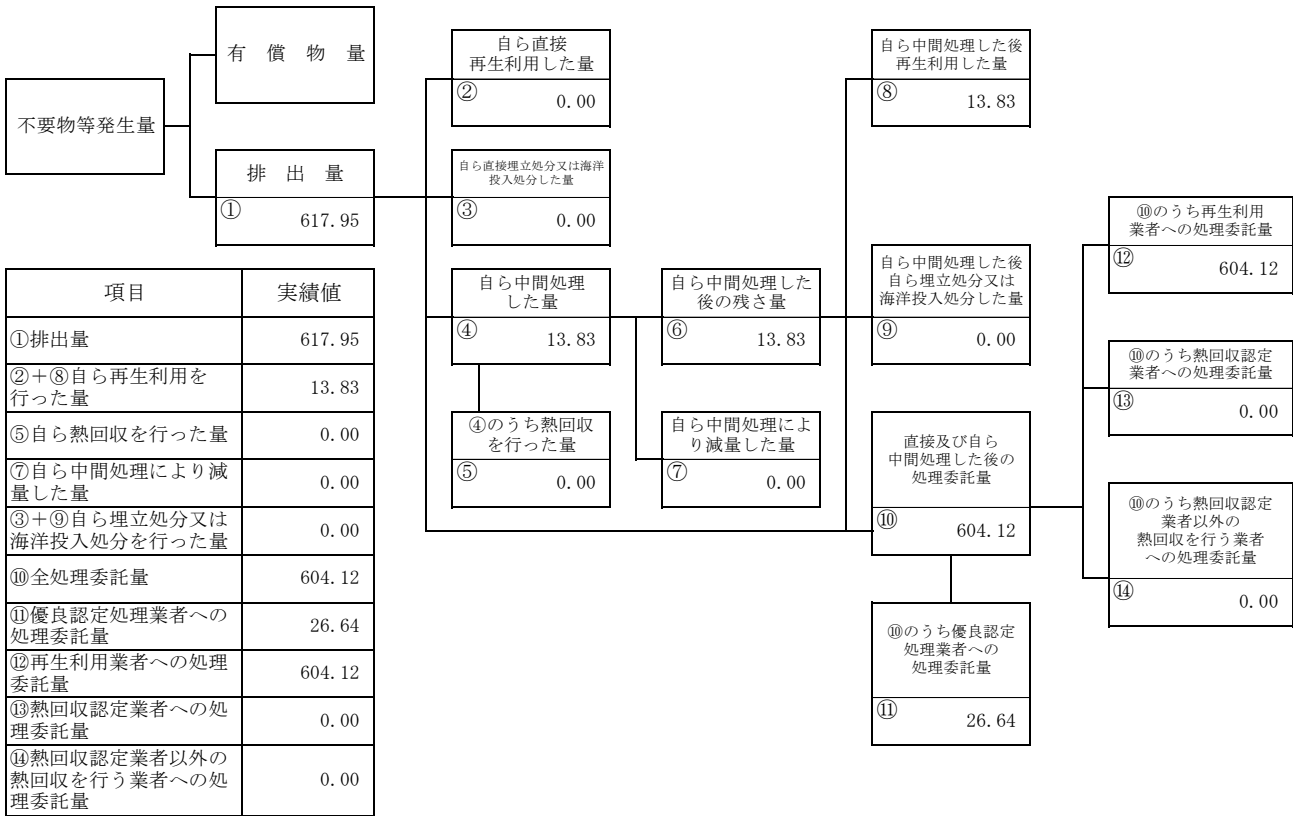 有　償　物　量
不要物等発生量
排　出　量
①
617.95
自ら直接
再生利用した量
②
0.00
自ら直接埋立処分又は海洋
投入処分した量
③
0.00
自ら中間処理
した量
④
13.83
④のうち熱回収
を行った量
⑤
0.00
自ら中間処理した
後の残さ量
⑥
13.83
自ら中間処理によ
り減量した量
⑦
0.00
自ら中間処理した後
再生利用した量
⑧
13.83
自ら中間処理した後
自ら埋立処分又は
海洋投入処分した量
⑨
0.00
直接及び自ら
中間処理した後の
処理委託量
⑩
604.12
⑩のうち優良認定
処理業者への
処理委託量
⑪
26.64
⑩のうち再生利用
業者への処理委託量
⑫
604.12
⑩のうち熱回収認定
業者への処理委託量
⑬
0.00
⑩のうち熱回収認定
業者以外の
熱回収を行う業者
への処理委託量
⑭
0.00
項目 実績値
①排出量 617.95
②＋⑧自ら再生利用を
行った量 13.83
⑤自ら熱回収を行った量 0.00
⑦自ら中間処理により減
量した量 0.00
③＋⑨自ら埋立処分又は
海洋投入処分を行った量 0.00
⑩全処理委託量 604.12
⑪優良認定処理業者への
処理委託量 26.64
⑫再生利用業者への処理
委託量 604.12
⑬熱回収認定業者への処
理委託量 0.00
⑭熱回収認定業者以外の
熱回収を行う業者への処
理委託量 0.00